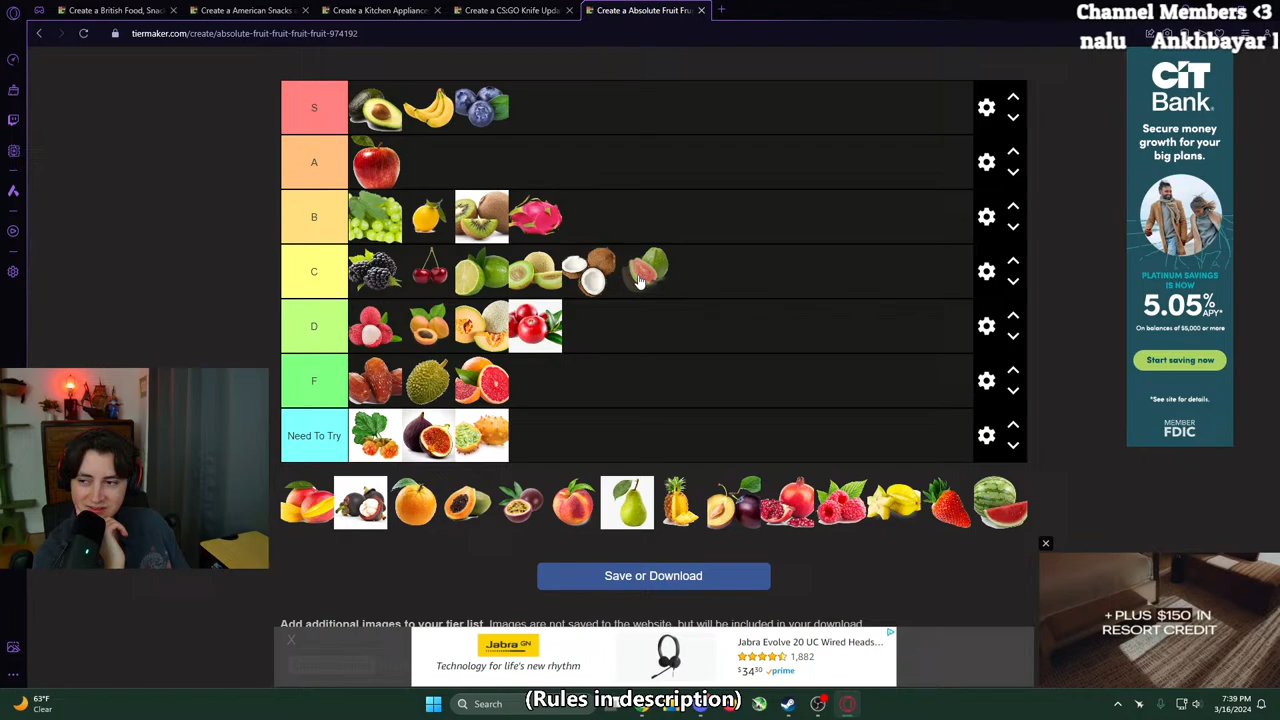 Create a British Food, Snack
Create a American Snacks
Create a Kitchen Appliance
Create a CS:GO Knife Upda
Create a Absolute Fruit Fru
Channel Members <3
nalu Ankhbayar
tiermaker.com/create/absolute-fruit-fruit-fruit-fruit-974192
S
A
B
C
D
F
Need To Try
CiT
Bank
Secure money
growth for your
big plans.
PLATINUM SAVINGS
IS NOW
5.05%
APY*
On balances of $5,000 or more
Start saving now
*See site for details.
MEMBER
FDIC
Save or Download
Add additional images to your tier list. Images are not saved to the website, but will be included in your download.
+ PLUS $150 IN
RESORT CREDIT
X
Jabra GN
Technology for life's new rhythm
Jabra Evolve 20 UC Wired Heads...
1,882
$34³⁰ prime
63°F
Clear
Search
(Rules in description)
7:39 PM
3/16/2024